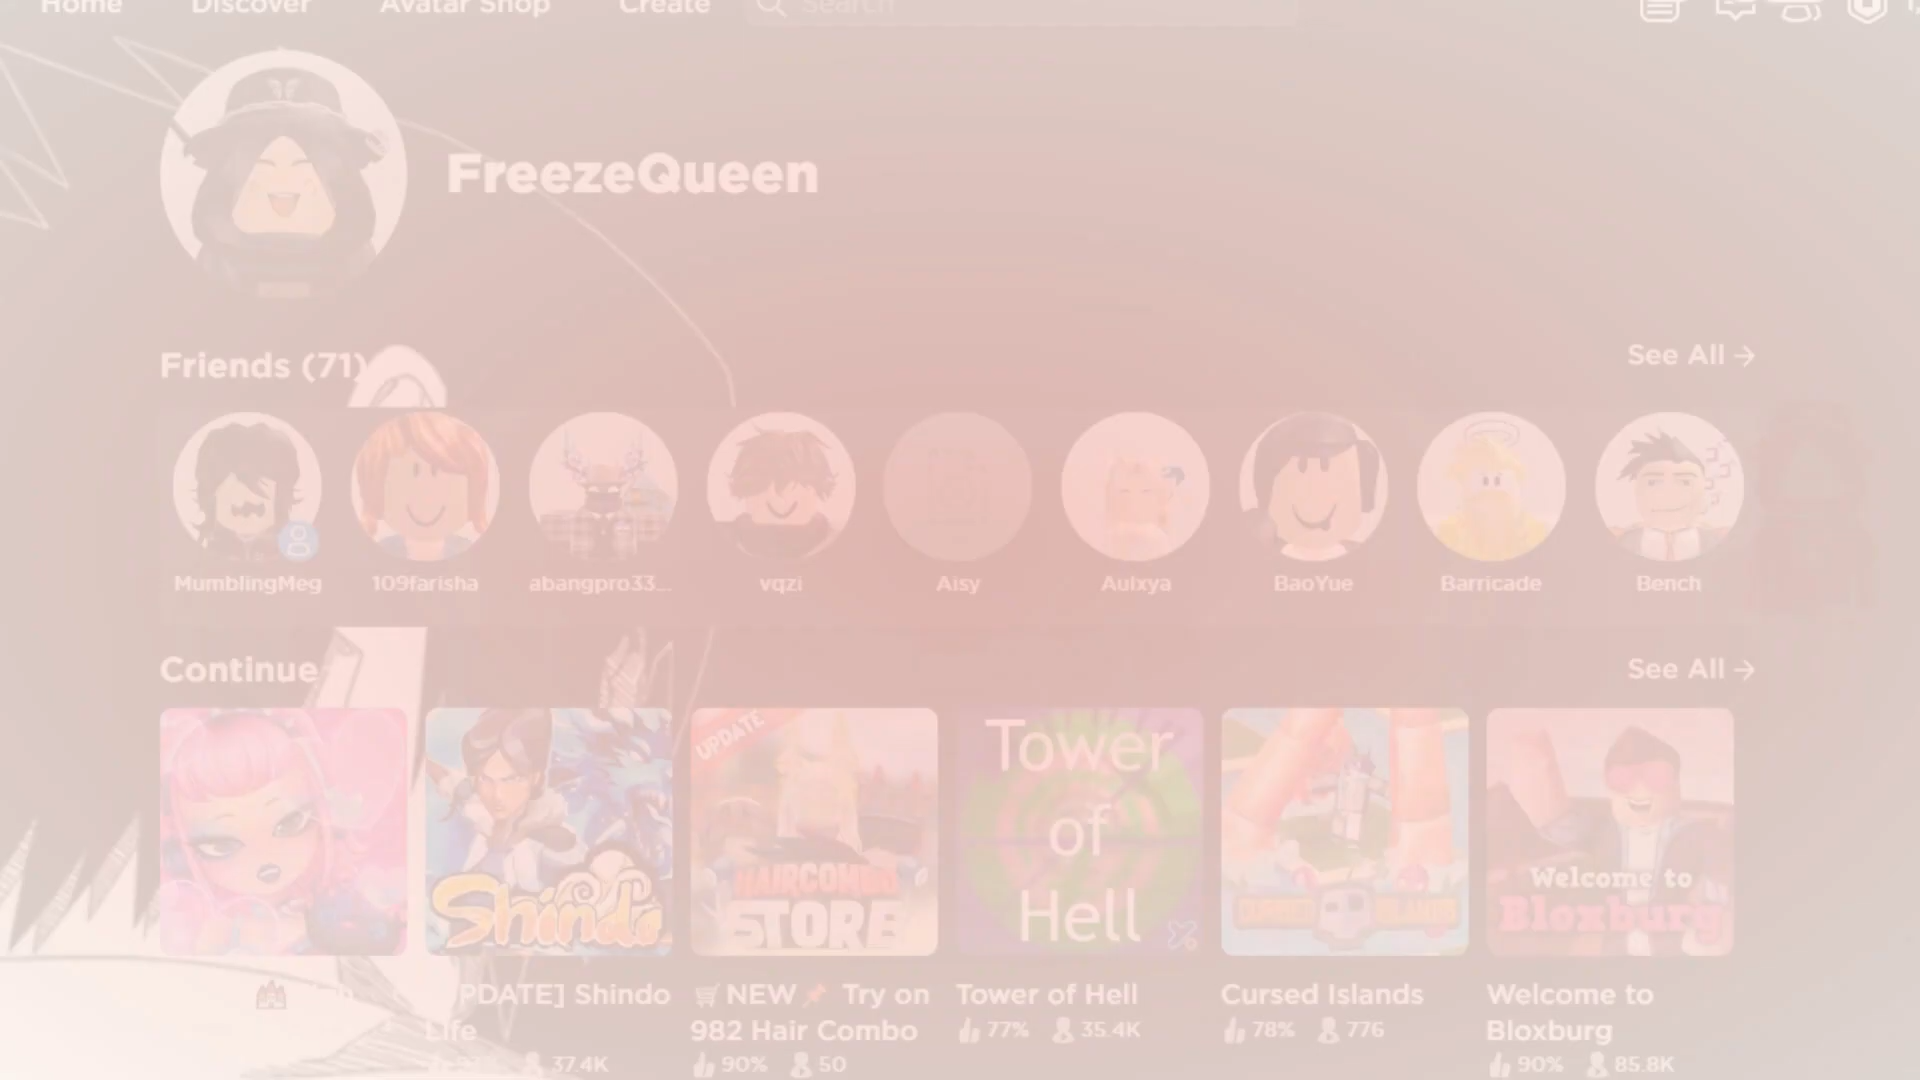 Home Discover Avatar Shop Create Search
FreezeQueen
Friends (71)
See All →
MumblingMeg 109farisha abangpro33... vqzi Aisy Aulxya BaoYue Barricade Bench
Continue
See All →
UPDATE
Shindo
HAIRCOMBO
STORE
Tower
of
Hell
CURSED ISLANDS
Welcome to
Bloxburg
PDATE] Shindo
Life
37.4K
NEW Try on
982 Hair Combo
90% 50
Tower of Hell
77% 35.4K
Cursed Islands
78% 776
Welcome to
Bloxburg
90% 85.8K